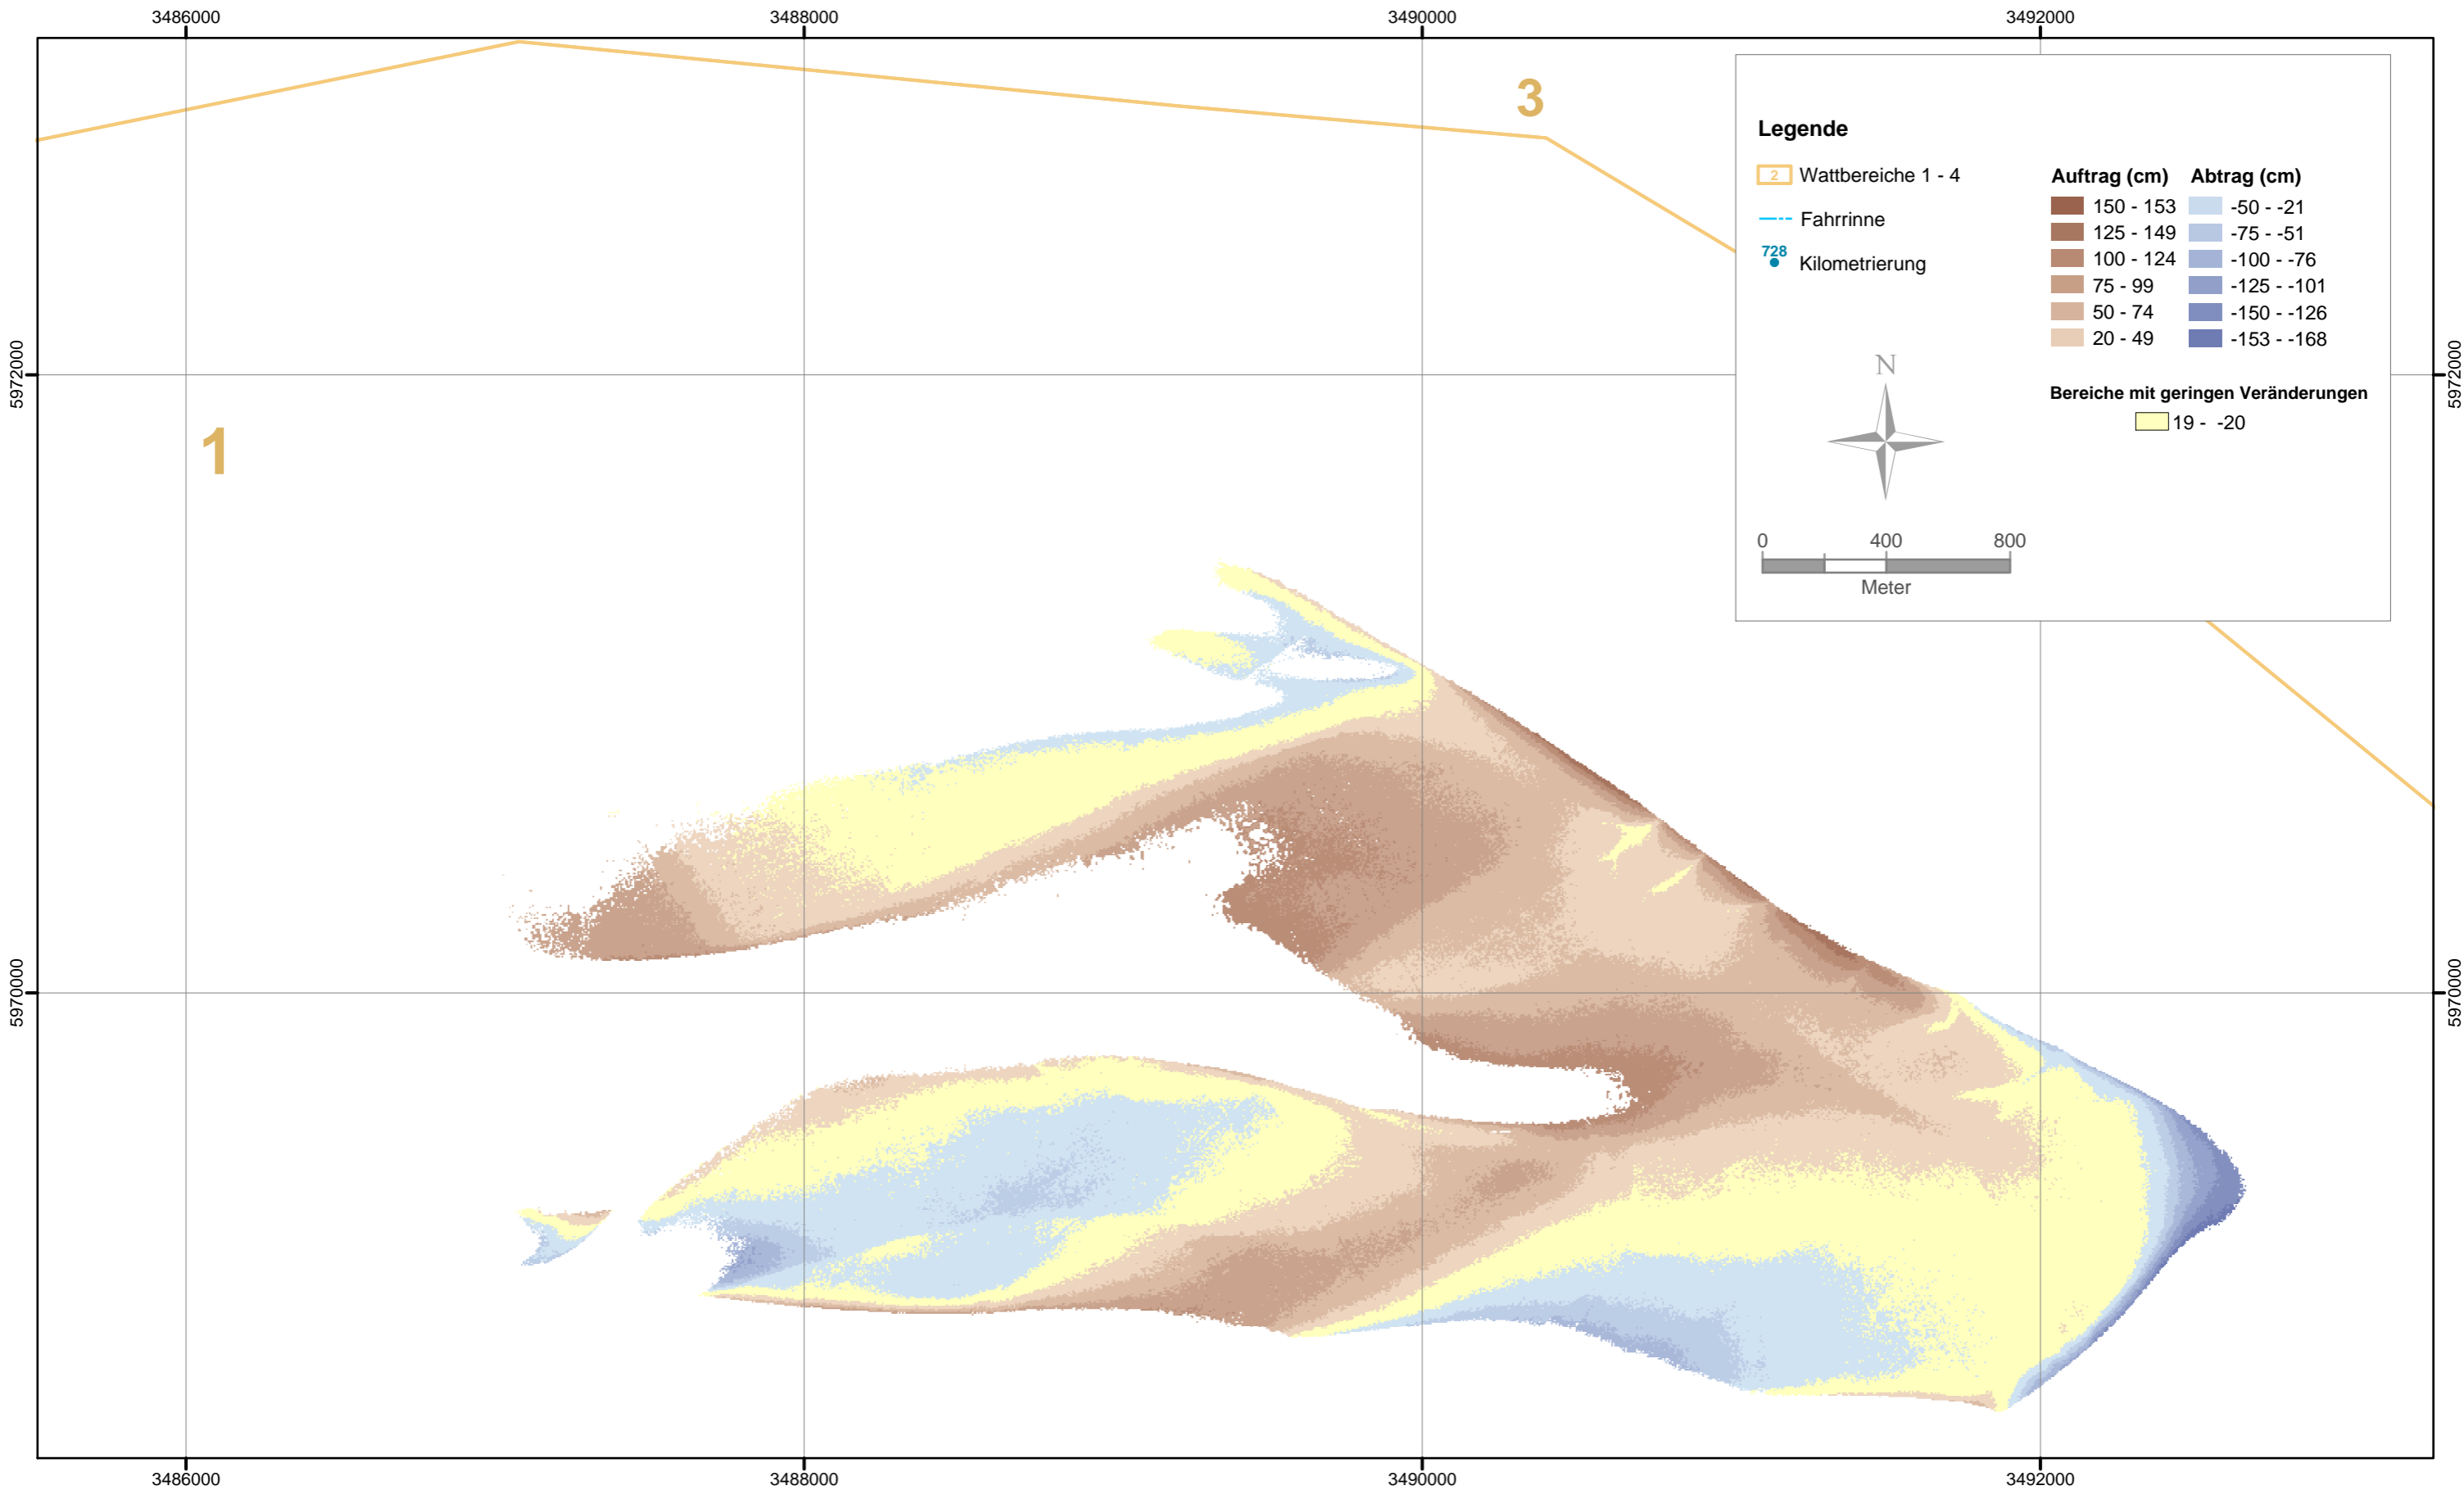 3486000 3488000 3490000 3492000
3
Legende
2 Wattbereiche 1 - 4
Fahrrinne
728
Kilometrierung
Auftrag (cm) Abtrag (cm)
150 - 153 -50 - -21
125 - 149 -75 - -51
100 - 124 -100 - -76
75 - 99 -125 - -101
50 - 74 -150 - -126
20 - 49 -153 - -168
Bereiche mit geringen Veränderungen
19 - -20
N
0 400 800
Meter
5972000 5972000
1
5970000 5970000
3486000 3488000 3490000 3492000